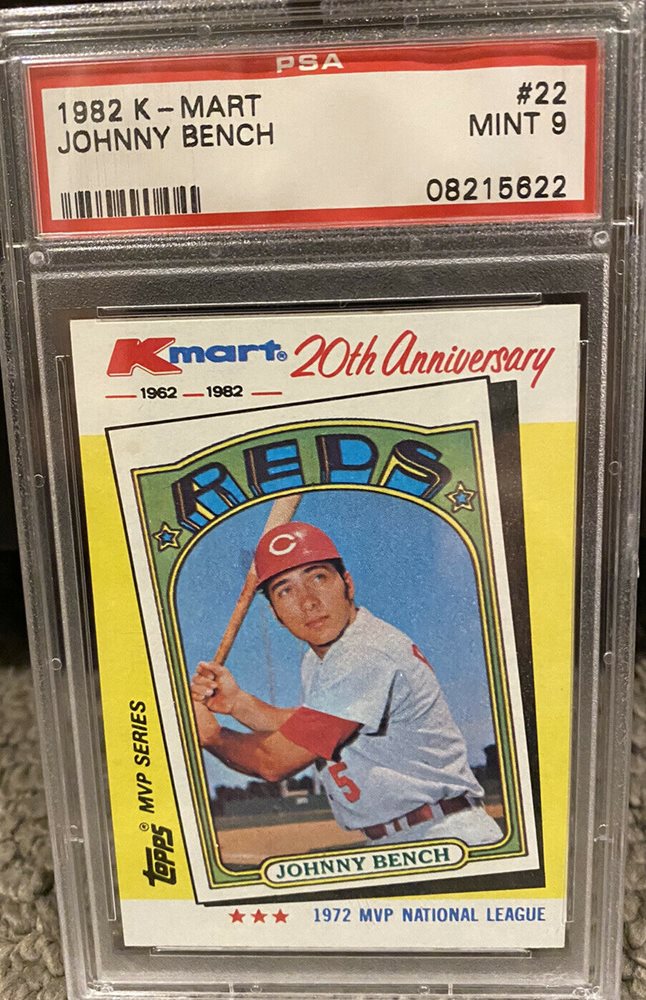 PSA
1982 K-MART #22
JOHNNY BENCH MINT 9
08215622
Kmart® 20th Anniversary
1962 — 1982
REDS
C
5
JOHNNY BENCH
Topps® MVP SERIES
1972 MVP NATIONAL LEAGUE